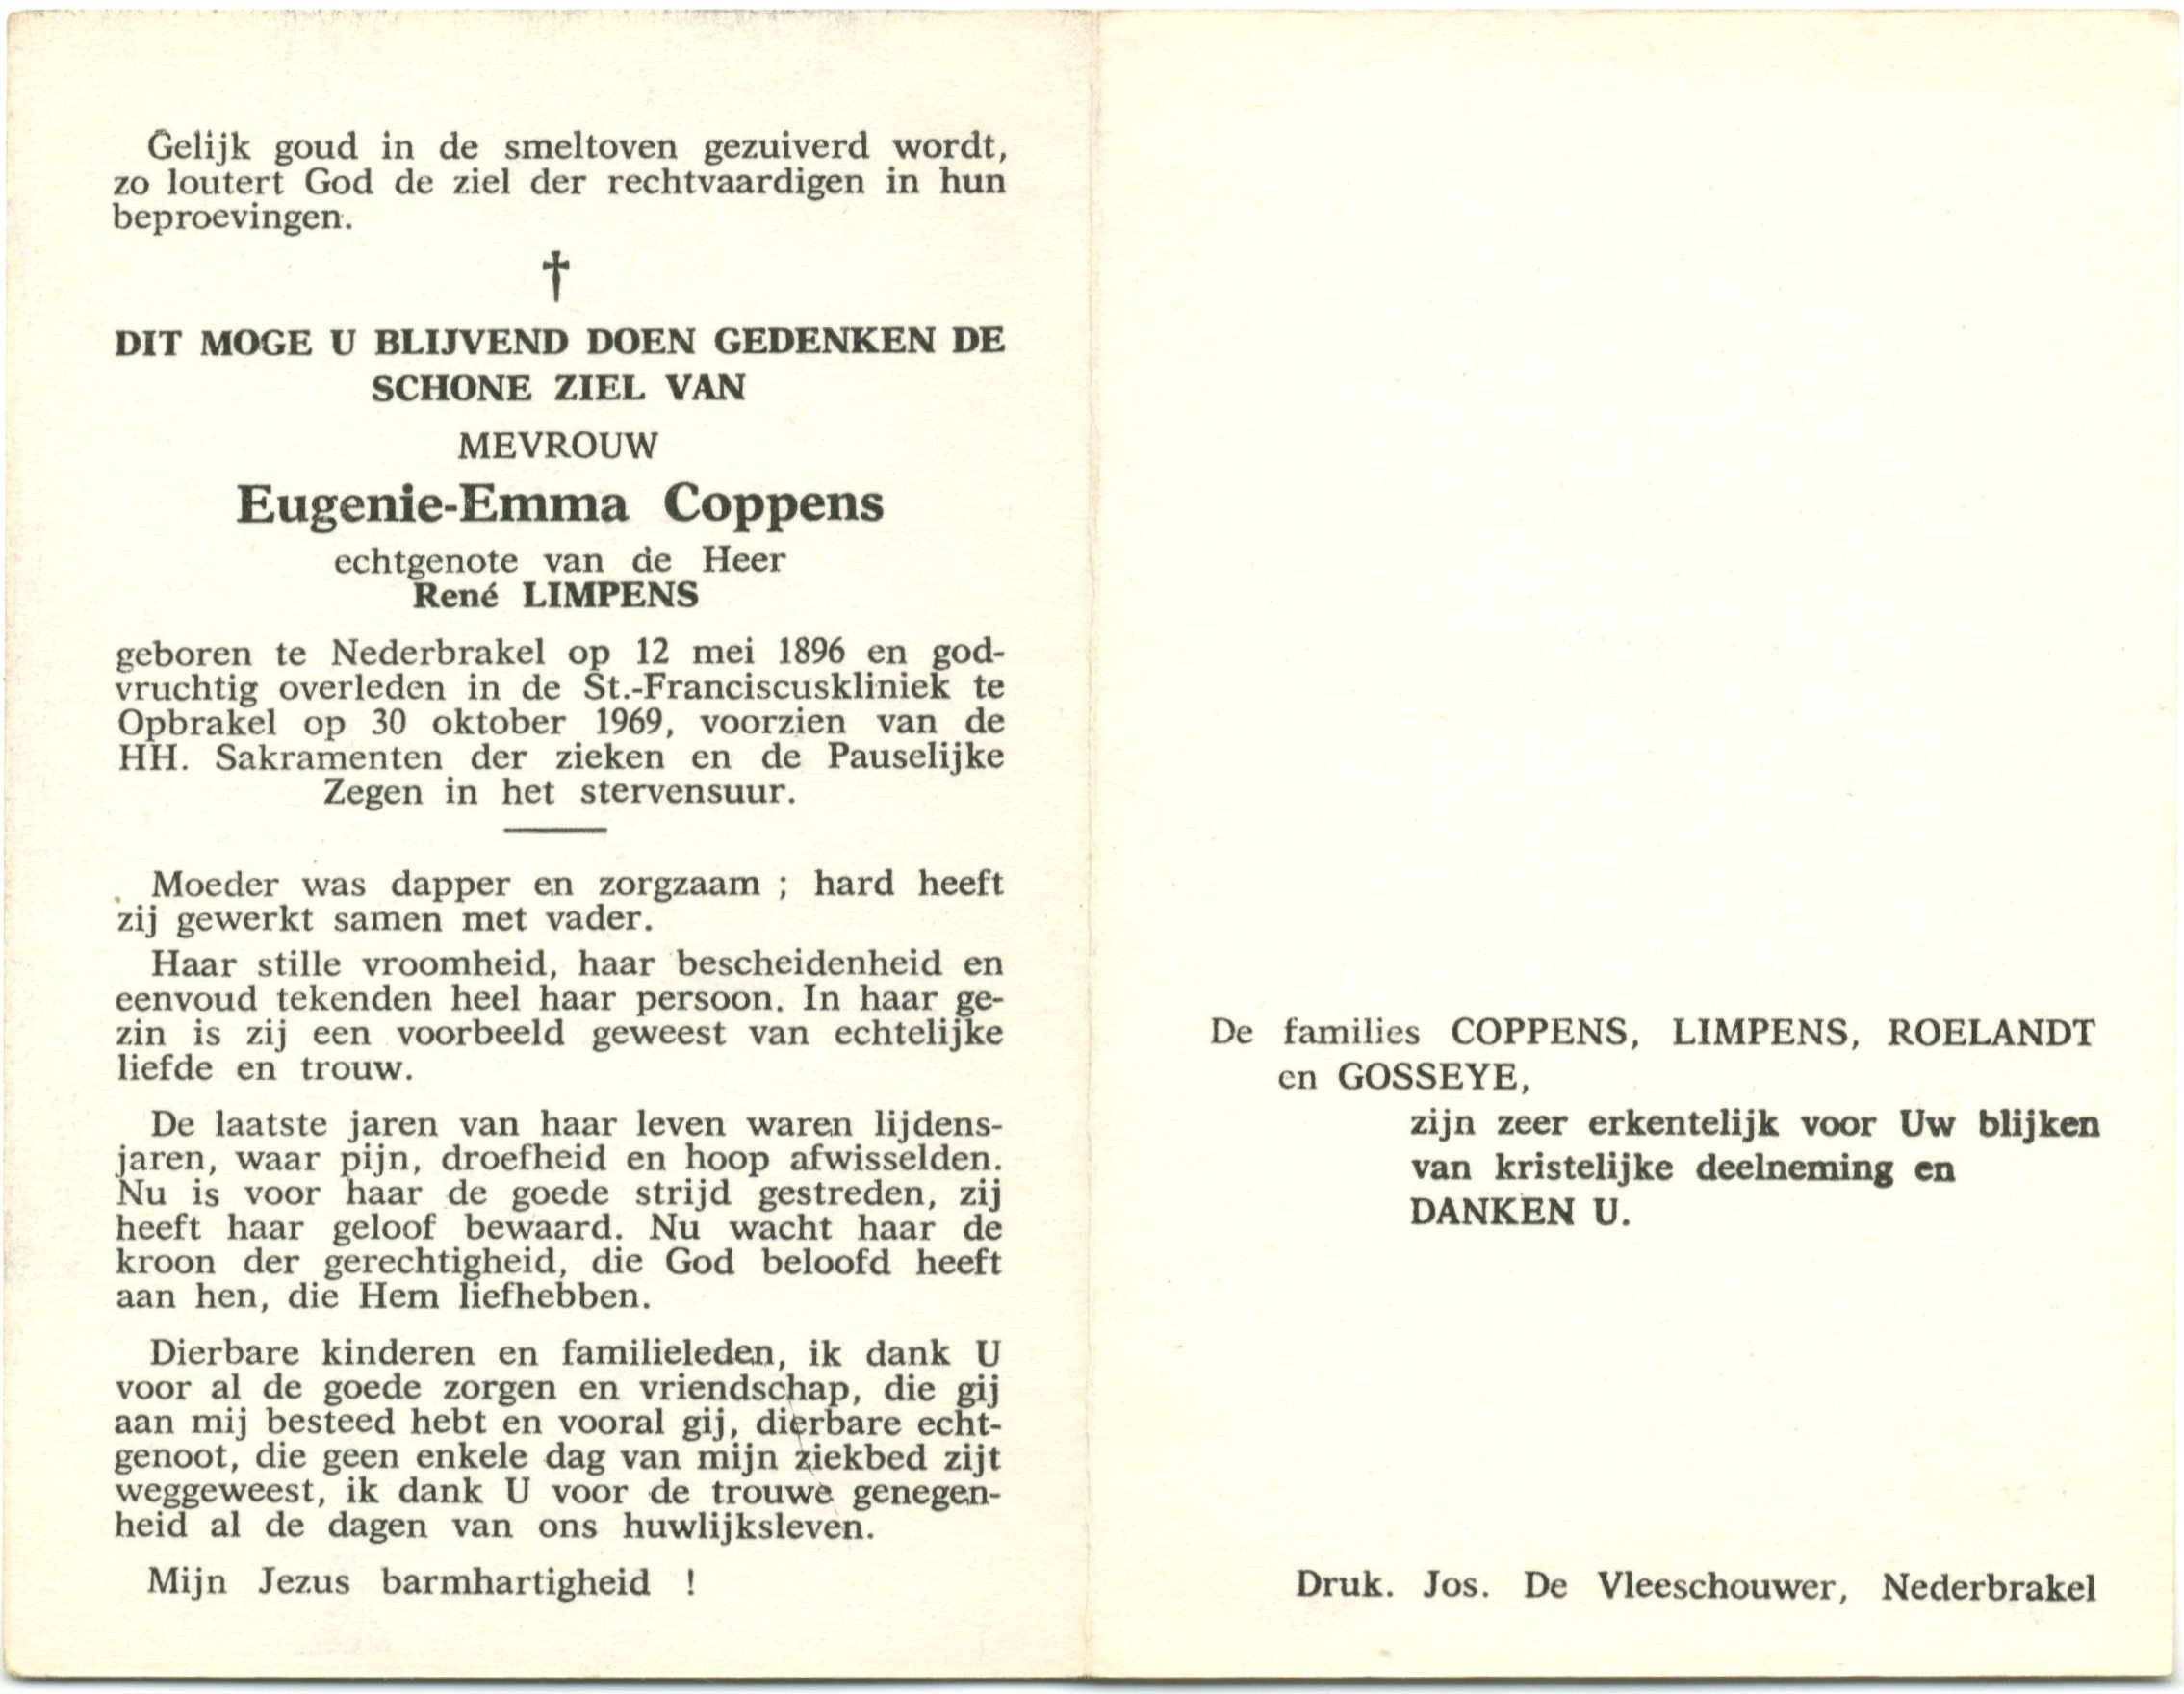 Gelijk goud in de smeltoven gezuiverd wordt,
zo loutert God de ziel der rechtvaardigen in hun
beproevingen.
†
DIT MOGE U BLIJVEND DOEN GEDENKEN DE
SCHONE ZIEL VAN
MEVROUW
Eugenie-Emma Coppens
echtgenote van de Heer
René LIMPENS
geboren te Nederbrakel op 12 mei 1896 en god-
vruchtig overleden in de St.-Franciscuskliniek te
Opbrakel op 30 oktober 1969, voorzien van de
HH. Sakramenten der zieken en de Pauselijke
Zegen in het stervensuur.
Moeder was dapper en zorgzaam ; hard heeft
zij gewerkt samen met vader.
Haar stille vroomheid, haar bescheidenheid en
eenvoud tekenden heel haar persoon. In haar ge-
zin is zij een voorbeeld geweest van echtelijke
liefde en trouw.
De laatste jaren van haar leven waren lijdens-
jaren, waar pijn, droefheid en hoop afwisselden.
Nu is voor haar de goede strijd gestreden, zij
heeft haar geloof bewaard. Nu wacht haar de
kroon der gerechtigheid, die God beloofd heeft
aan hen, die Hem liefhebben.
Dierbare kinderen en familieleden, ik dank U
voor al de goede zorgen en vriendschap, die gij
aan mij besteed hebt en vooral gij, dierbare echt-
genoot, die geen enkele dag van mijn ziekbed zijt
weggeweest, ik dank U voor de trouwe genegen-
heid al de dagen van ons huwlijksleven.
Mijn Jezus barmhartigheid !
De families COPPENS, LIMPENS, ROELANDT
en GOSSEYE,
zijn zeer erkentelijk voor Uw blijken
van kristelijke deelneming en
DANKEN U.
Druk. Jos. De Vleeschouwer, Nederbrakel